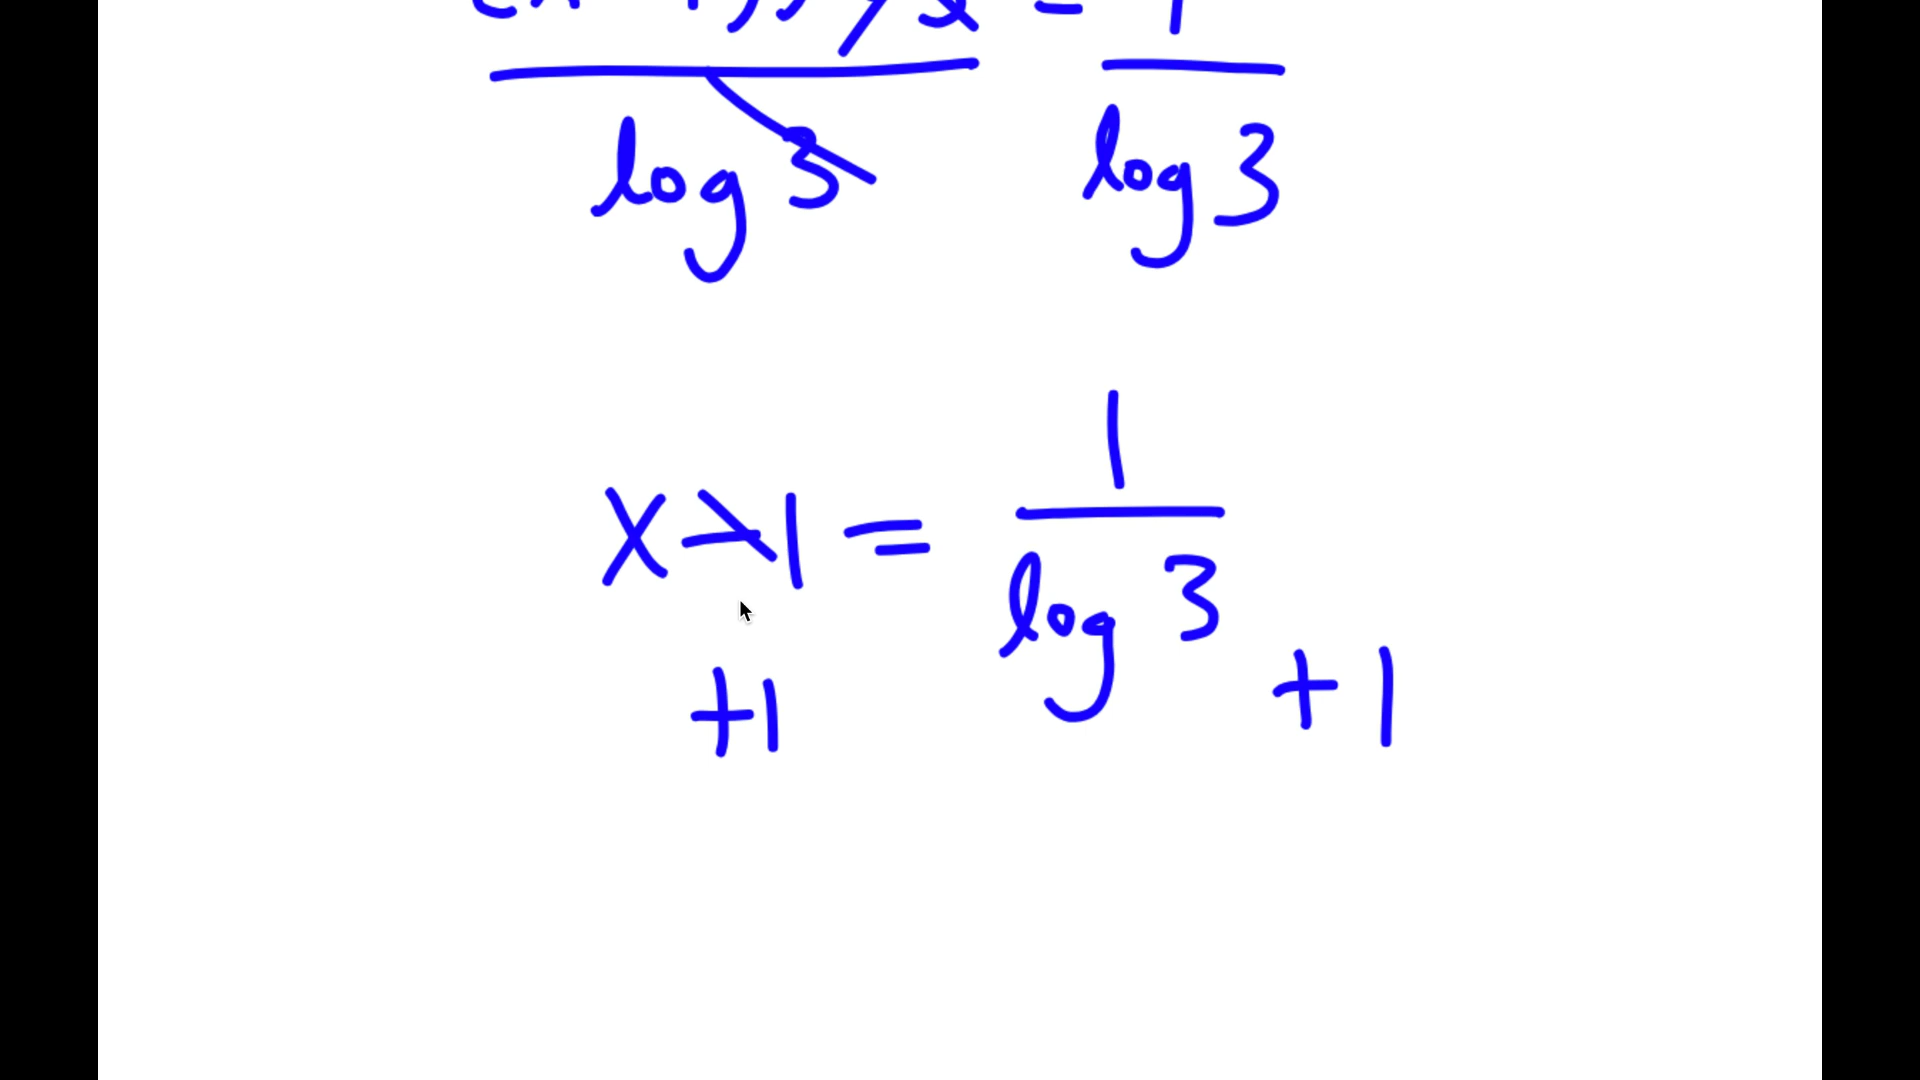 = 1
log 3 log 3
x - 1 = 1
log 3
+1 + 1